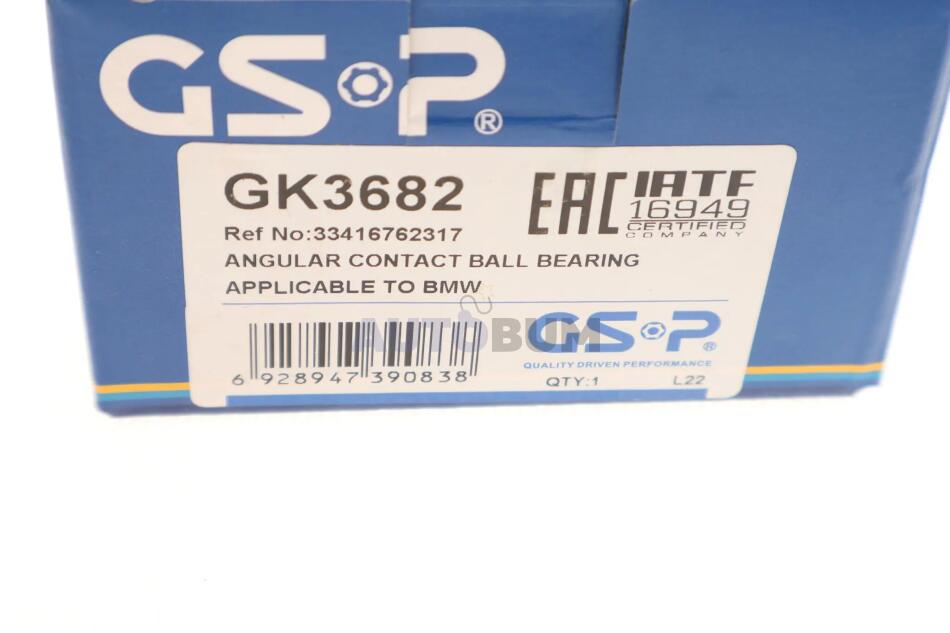 GSP®
GK3682
EAC
IATF
16949
CERTIFIED
COMPANY
Ref No:33416762317
ANGULAR CONTACT BALL BEARING
APPLICABLE TO BMW
AUTOBUM
GSP®
QUALITY DRIVEN PERFORMANCE
6 928947 390838
QTY:1
L22